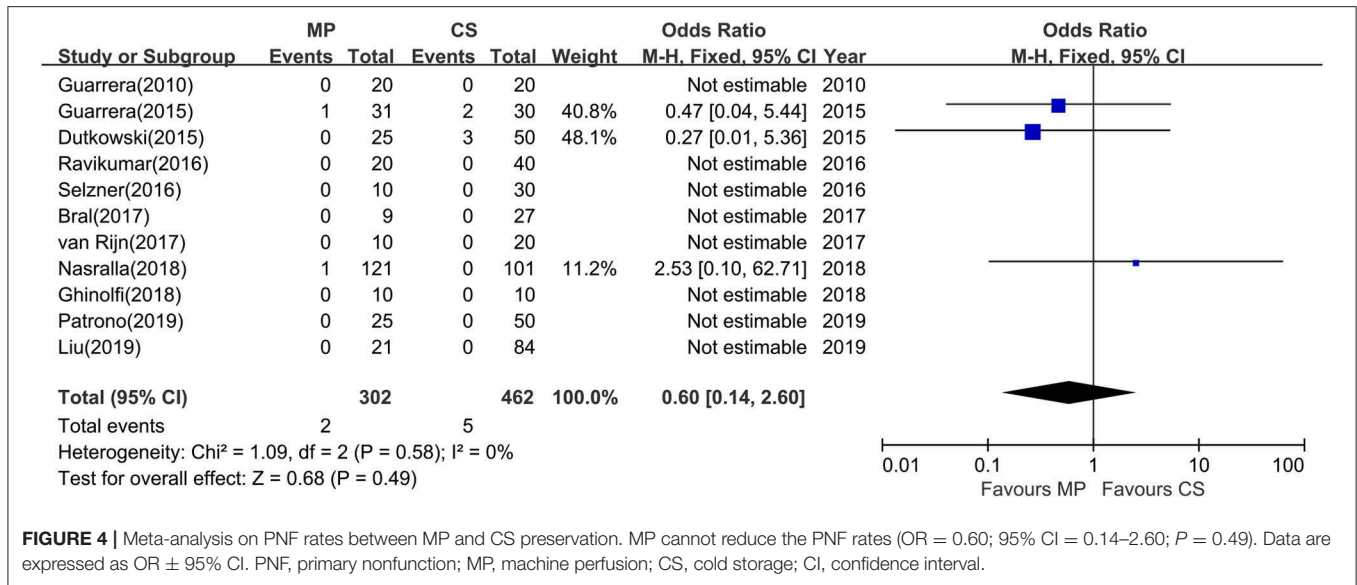 MP CS Odds Ratio Odds Ratio
Study or Subgroup Events Total Events Total Weight M-H, Fixed, 95% CI Year M-H, Fixed, 95% CI
Guarrera(2010) 0 20 0 20 Not estimable 2010
Guarrera(2015) 1 31 2 30 40.8% 0.47 [0.04, 5.44] 2015
Dutkowski(2015) 0 25 3 50 48.1% 0.27 [0.01, 5.36] 2015
Ravikumar(2016) 0 20 0 40 Not estimable 2016
Selzner(2016) 0 10 0 30 Not estimable 2016
Bral(2017) 0 9 0 27 Not estimable 2017
van Rijn(2017) 0 10 0 20 Not estimable 2017
Nasralla(2018) 1 121 0 101 11.2% 2.53 [0.10, 62.71] 2018
Ghinolfi(2018) 0 10 0 10 Not estimable 2018
Patrono(2019) 0 25 0 50 Not estimable 2019
Liu(2019) 0 21 0 84 Not estimable 2019
Total (95% CI) 302 462 100.0% 0.60 [0.14, 2.60]
Total events 2 5
Heterogeneity: Chi² = 1.09, df = 2 (P = 0.58); I² = 0%
Test for overall effect: Z = 0.68 (P = 0.49)
0.01 0.1 1 10 100
Favours MP Favours CS
FIGURE 4 | Meta-analysis on PNF rates between MP and CS preservation. MP cannot reduce the PNF rates (OR = 0.60; 95% CI = 0.14–2.60; P = 0.49). Data are
expressed as OR ± 95% CI. PNF, primary nonfunction; MP, machine perfusion; CS, cold storage; CI, confidence interval.